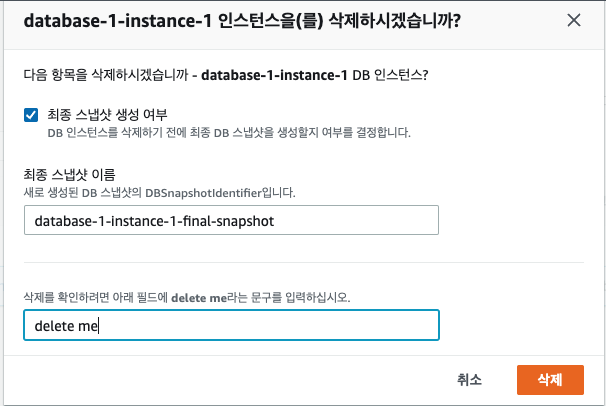 database-1-instance-1 인스턴스을(를) 삭제하시겠습니까?
다음 항목을 삭제하시겠습니까 - database-1-instance-1 DB 인스턴스?
최종 스냅샷 생성 여부
DB 인스턴스를 삭제하기 전에 최종 DB 스냅샷을 생성할지 여부를 결정합니다.
최종 스냅샷 이름
새로 생성된 DB 스냅샷의 DBSnapshotIdentifier입니다.
database-1-instance-1-final-snapshot
삭제를 확인하려면 아래 필드에 delete me라는 문구를 입력하십시오.
delete me
취소 삭제